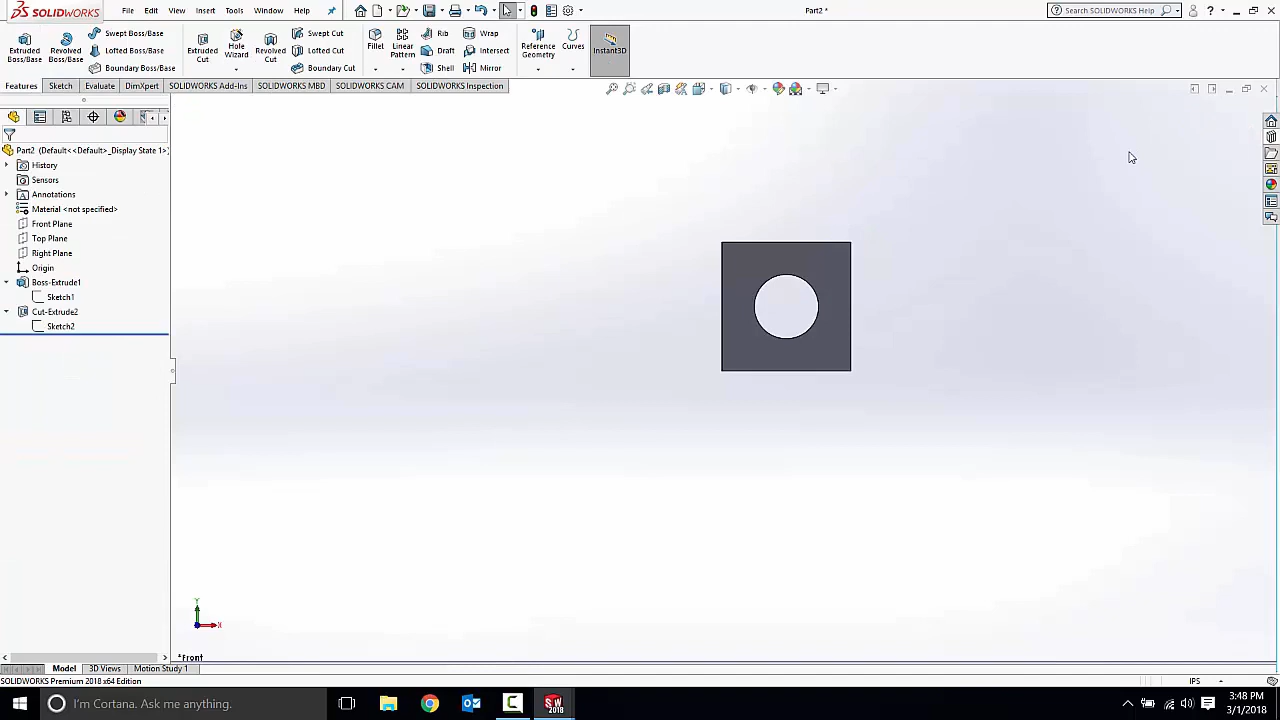 SOLIDWORKS File Edit View Insert Tools Window Help Part2 * Search SOLIDWORKS Help
Extruded Boss/Base
Revolved Boss/Base
Swept Boss/Base
Lofted Boss/Base
Boundary Boss/Base
Extruded Cut
Hole Wizard
Revolved Cut
Swept Cut
Lofted Cut
Boundary Cut
Fillet
Linear Pattern
Rib
Draft
Shell
Wrap
Intersect
Mirror
Reference Geometry
Curves
Instant3D
Features Sketch Evaluate DimXpert SOLIDWORKS Add-Ins SOLIDWORKS MBD SOLIDWORKS CAM SOLIDWORKS Inspection
Part2 (Default<<Default>_Display State 1>)
History
Sensors
Annotations
Material <not specified>
Front Plane
Top Plane
Right Plane
Origin
Boss-Extrude1
Sketch1
Cut-Extrude2
Sketch2
Y
X
*Front
Model 3D Views Motion Study 1
SOLIDWORKS Premium 2018 x64 Edition IPS
I'm Cortana. Ask me anything.
SW
2018
3:48 PM
3/1/2018